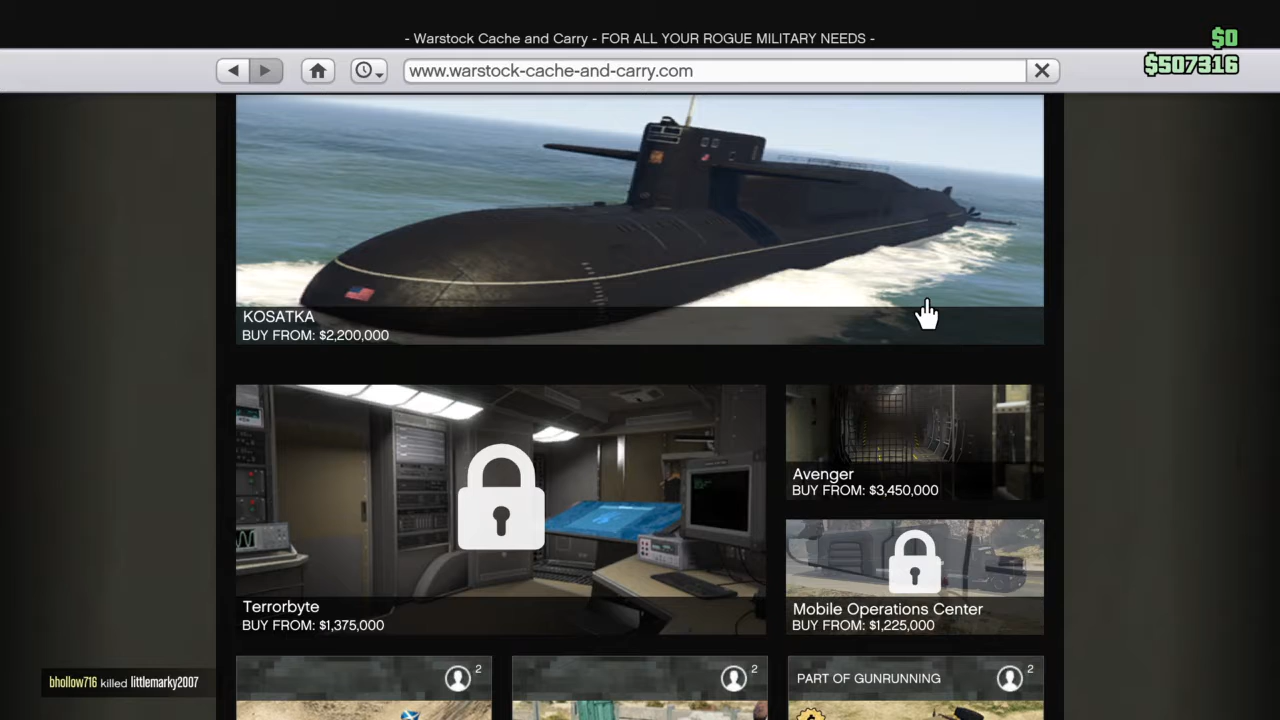 - Warstock Cache and Carry - FOR ALL YOUR ROGUE MILITARY NEEDS -
$0
$507316
www.warstock-cache-and-carry.com
KOSATKA
BUY FROM: $2,200,000
Terrorbyte
BUY FROM: $1,375,000
Avenger
BUY FROM: $3,450,000
Mobile Operations Center
BUY FROM: $1,225,000
2
2
PART OF GUNRUNNING
2
bhollow716 killed littlemarky2007